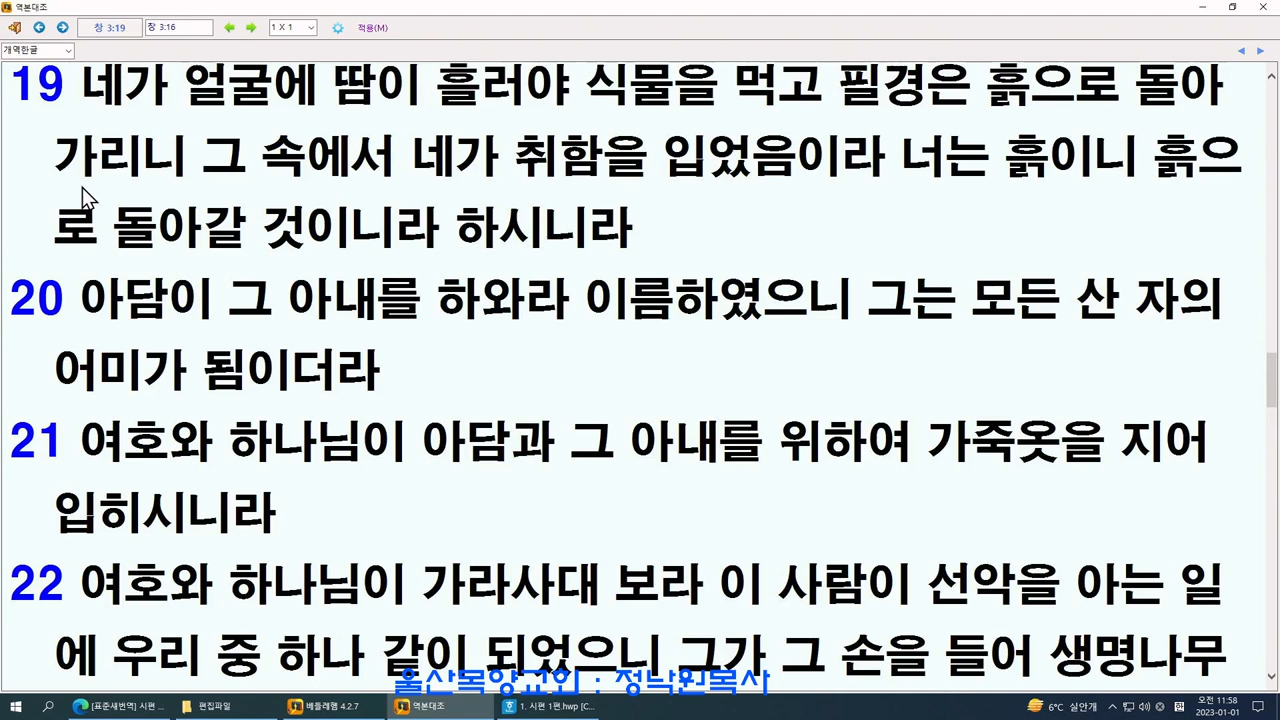 역본대조
창 3:19
창 3:16
1 X 1
적용(M)
개역한글
19 네가 얼굴에 땀이 흘러야 식물을 먹고 필경은 흙으로 돌아
가리니 그 속에서 네가 취함을 입었음이라 너는 흙이니 흙으
로 돌아갈 것이니라 하시니라
20 아담이 그 아내를 하와라 이름하였으니 그는 모든 산 자의
어미가 됨이더라
21 여호와 하나님이 아담과 그 아내를 위하여 가죽옷을 지어
입히시니라
22 여호와 하나님이 가라사대 보라 이 사람이 선악을 아는 일
에 우리 중 하나 같이 되었으니 그가 그 손을 들어 생명나무
울산목양교회 : 정낙원목사
[표준새번역] 시편 ...
편집파일
베들레헴 4.2.7
역본대조
1. 시편 1편.hwp [C...
6°C 실안개
오전 11:58
2023-01-01